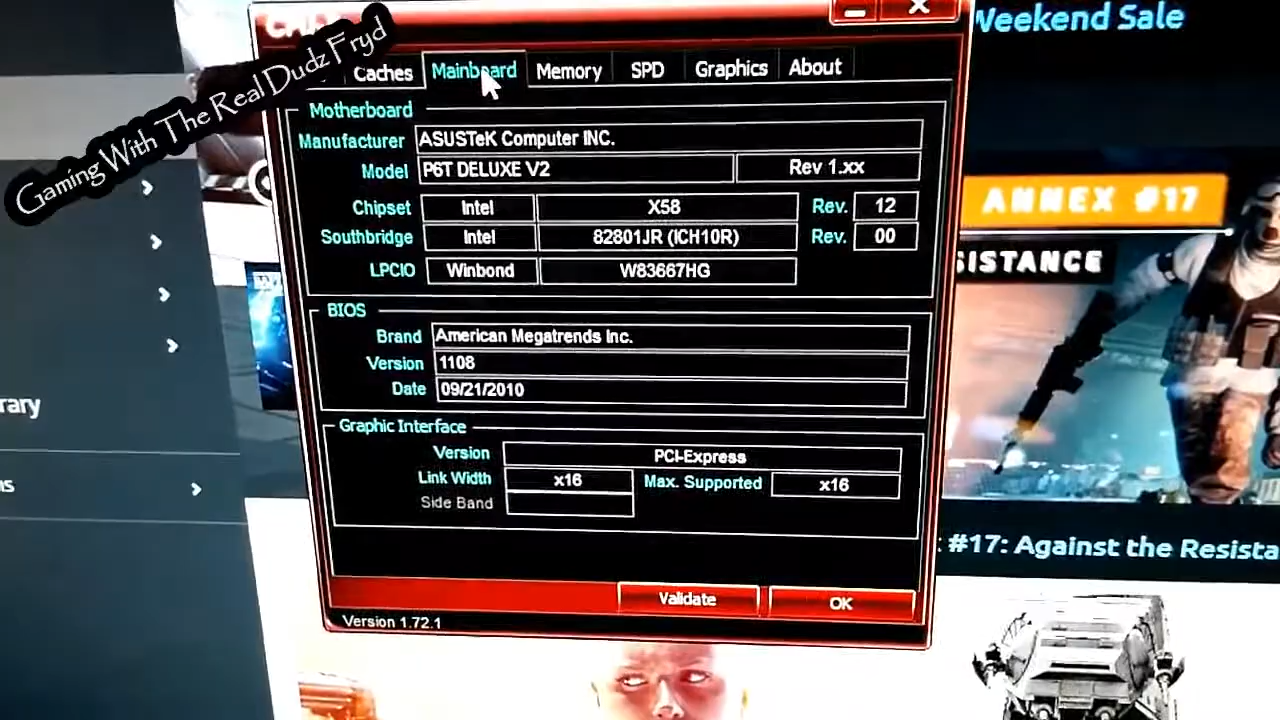 Weekend Sale
Gaming With The Real Dudz Fryd
Caches Mainboard Memory SPD Graphics About
Motherboard
Manufacturer ASUSTeK Computer INC.
Model P6T DELUXE V2 Rev 1.xx
Chipset Intel X58 Rev. 12
Southbridge Intel 82801JR (ICH10R) Rev. 00
LPCIO Winbond W83667HG
BIOS
Brand American Megatrends Inc.
Version 1108
Date 09/21/2010
Graphic Interface
Version PCI-Express
Link Width x16 Max. Supported x16
Side Band
Validate OK
Version 1.72.1
ANNEX #17
SISTANCE
rary
ns
#17: Against the Resista